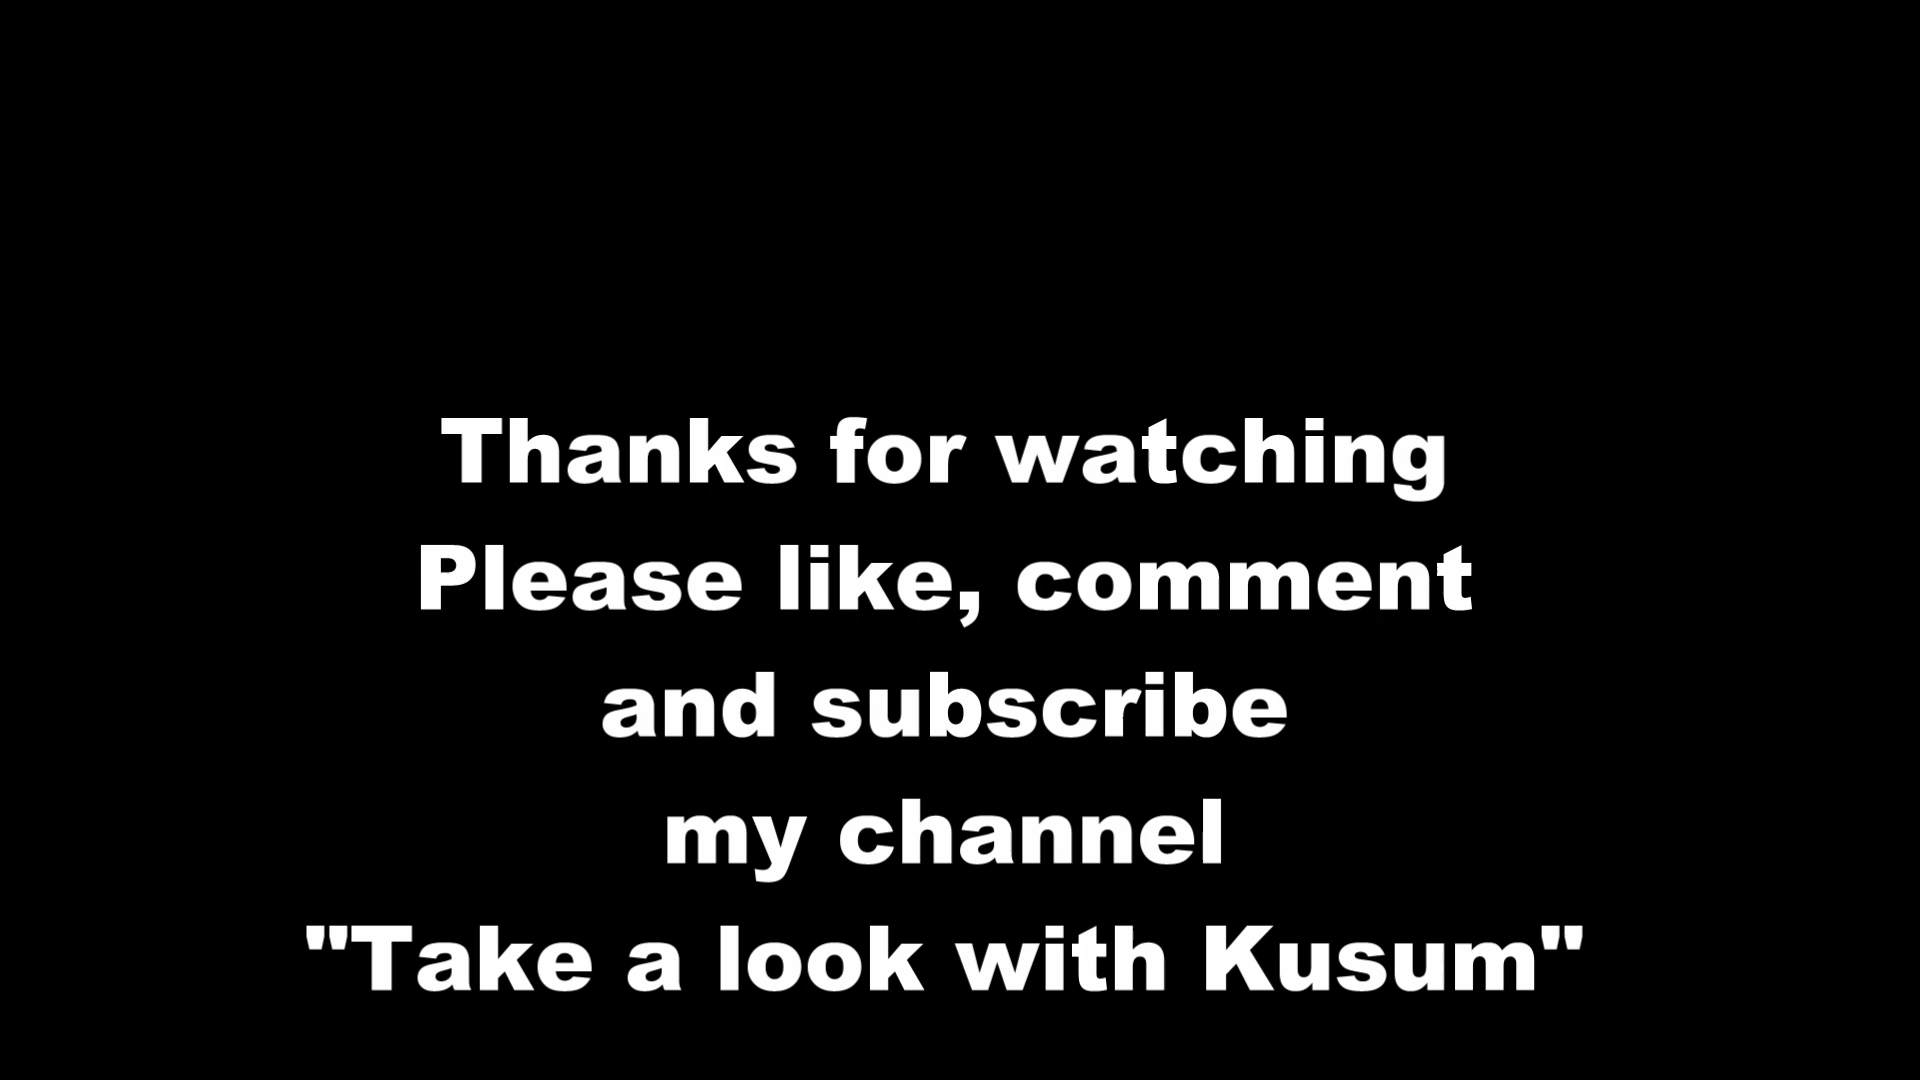 Thanks for watching
Please like, comment
and subscribe
my channel
"Take a look with Kusum"